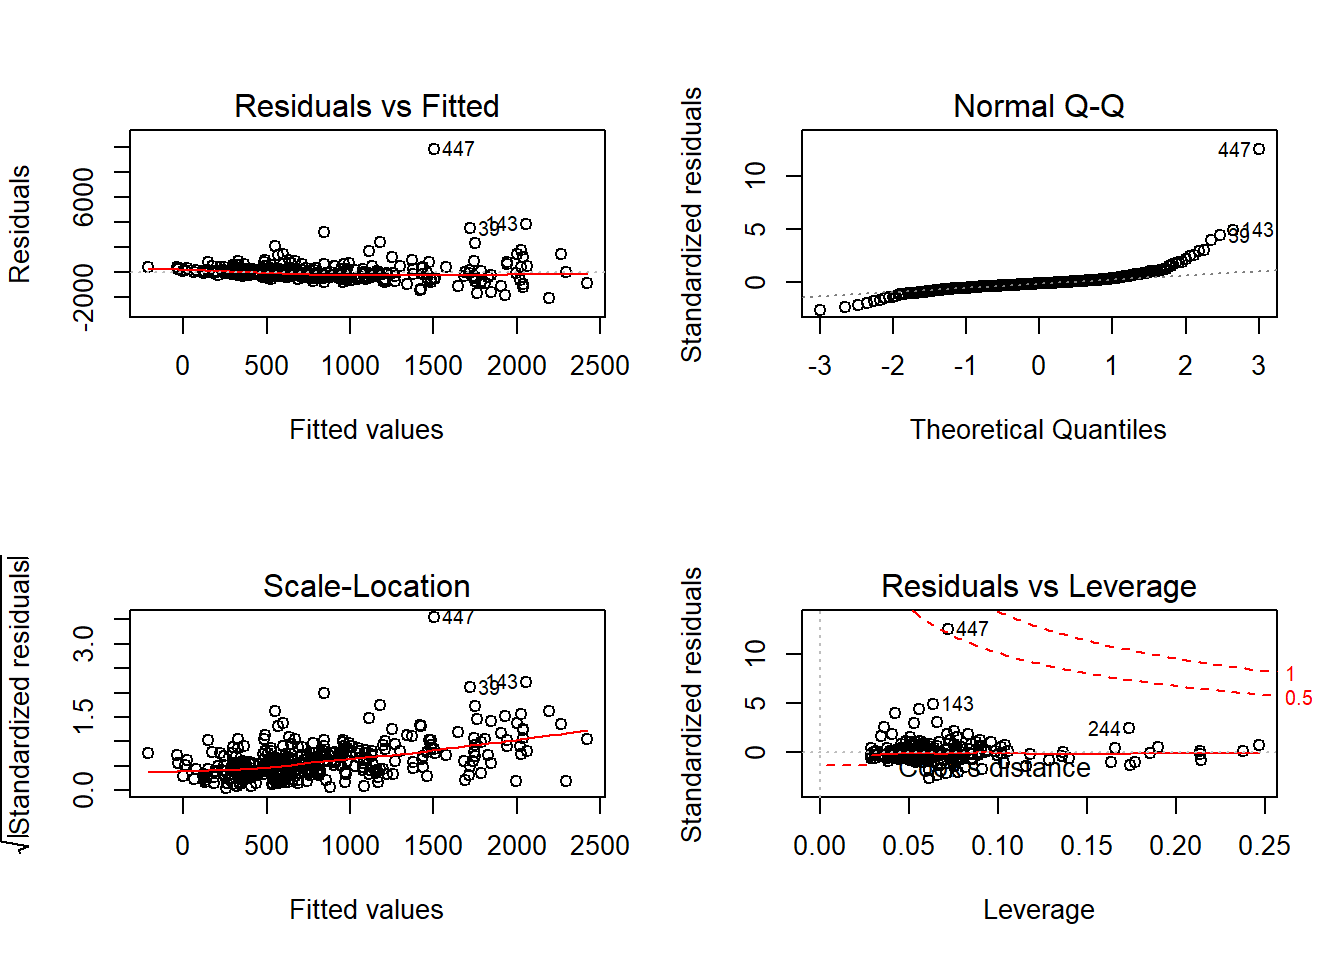 Residuals vs Fitted
Residuals
6000
-2000
447
39
143
0 500 1000 1500 2000 2500
Fitted values
Normal Q-Q
Standardized residuals
10
5
0
447
39
143
-3 -2 -1 0 1 2 3
Theoretical Quantiles
Scale-Location
√|Standardized residuals|
3.0
1.5
0.0
447
39
143
0 500 1000 1500 2000 2500
Fitted values
Residuals vs Leverage
Standardized residuals
10
5
0
447
143
244
1
0.5
Cook's distance
0.00 0.05 0.10 0.15 0.20 0.25
Leverage